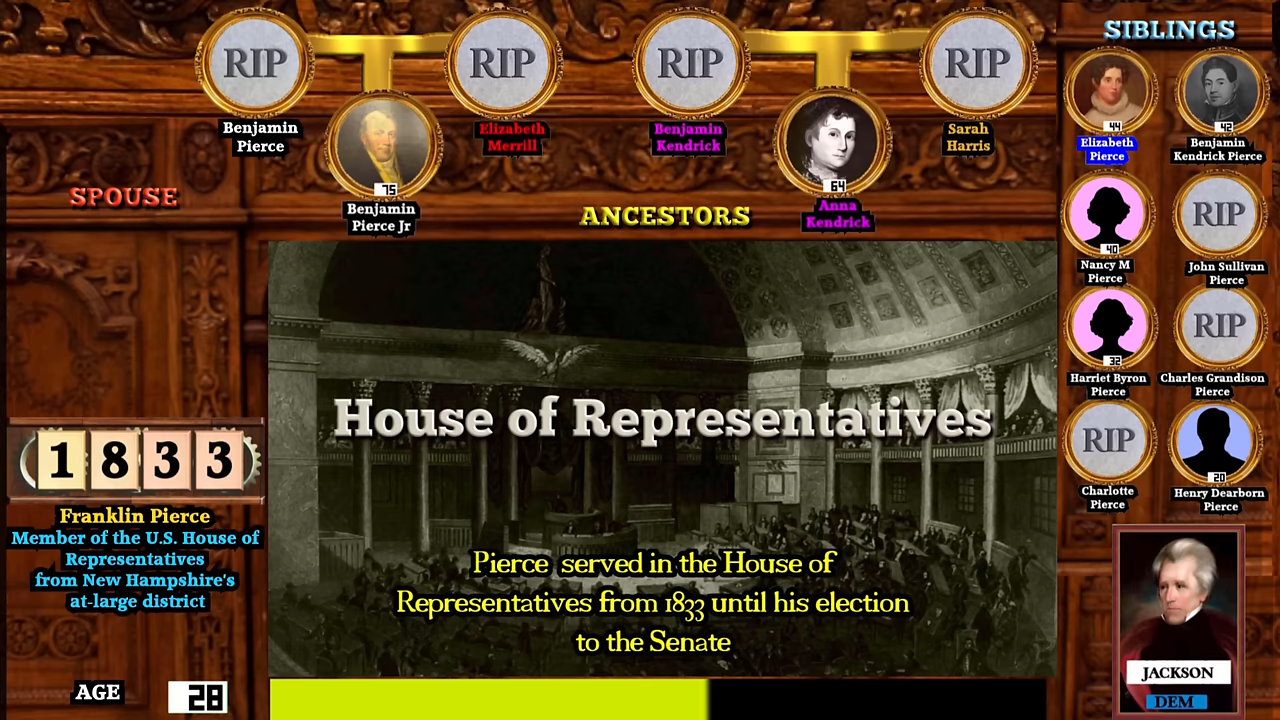 RIP
RIP
RIP
RIP
Benjamin
Pierce
Elizabeth
Merrill
Benjamin
Kendrick
Sarah
Harris
75
64
Benjamin
Pierce Jr
Anna
Kendrick
SPOUSE
ANCESTORS
SIBLINGS
44
42
Elizabeth
Pierce
Benjamin
Kendrick Pierce
40
RIP
Nancy M
Pierce
John Sullivan
Pierce
32
RIP
Harriet Byron
Pierce
Charles Grandison
Pierce
RIP
20
Charlotte
Pierce
Henry Dearborn
Pierce
House of Representatives
Pierce served in the House of
Representatives from 1833 until his election
to the Senate
1833
Franklin Pierce
Member of the U.S. House of
Representatives
from New Hampshire's
at-large district
AGE 28
JACKSON
DEM